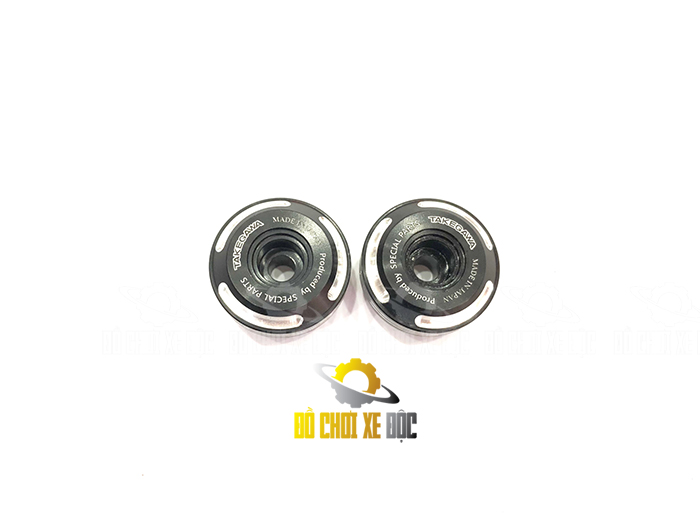 TAKEGAWA
MADE IN JAPAN
Produced by SPECIAL PARTS
TAKEGAWA
MADE IN JAPAN
Produced by SPECIAL PARTS
ĐỒ CHƠI XE ĐỘC